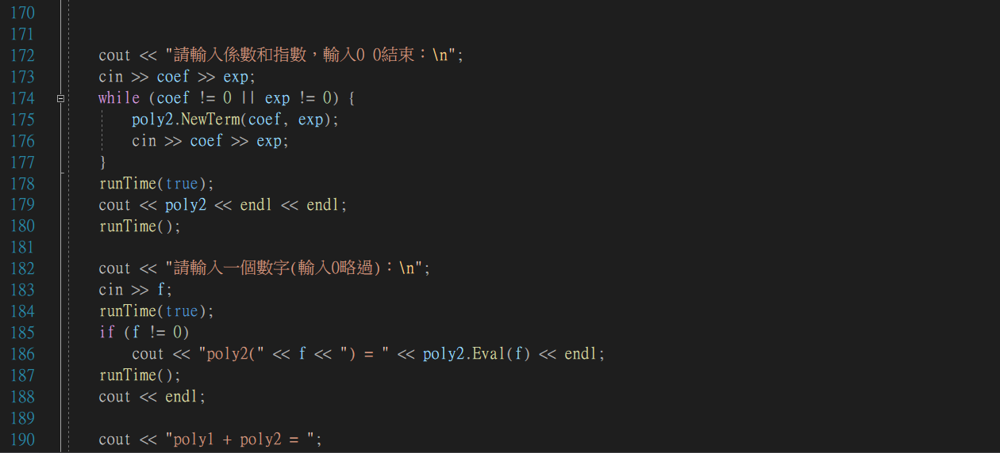 170
171
172 cout << "請輸入係數和指數，輸入0 0結束：\n";
173 cin >> coef >> exp;
174 while (coef != 0 || exp != 0) {
175 poly2.NewTerm(coef, exp);
176 cin >> coef >> exp;
177 }
178 runTime(true);
179 cout << poly2 << endl << endl;
180 runTime();
181
182 cout << "請輸入一個數字(輸入0略過)：\n";
183 cin >> f;
184 runTime(true);
185 if (f != 0)
186 cout << "poly2(" << f << ") = " << poly2.Eval(f) << endl;
187 runTime();
188 cout << endl;
189
190 cout << "poly1 + poly2 = ";